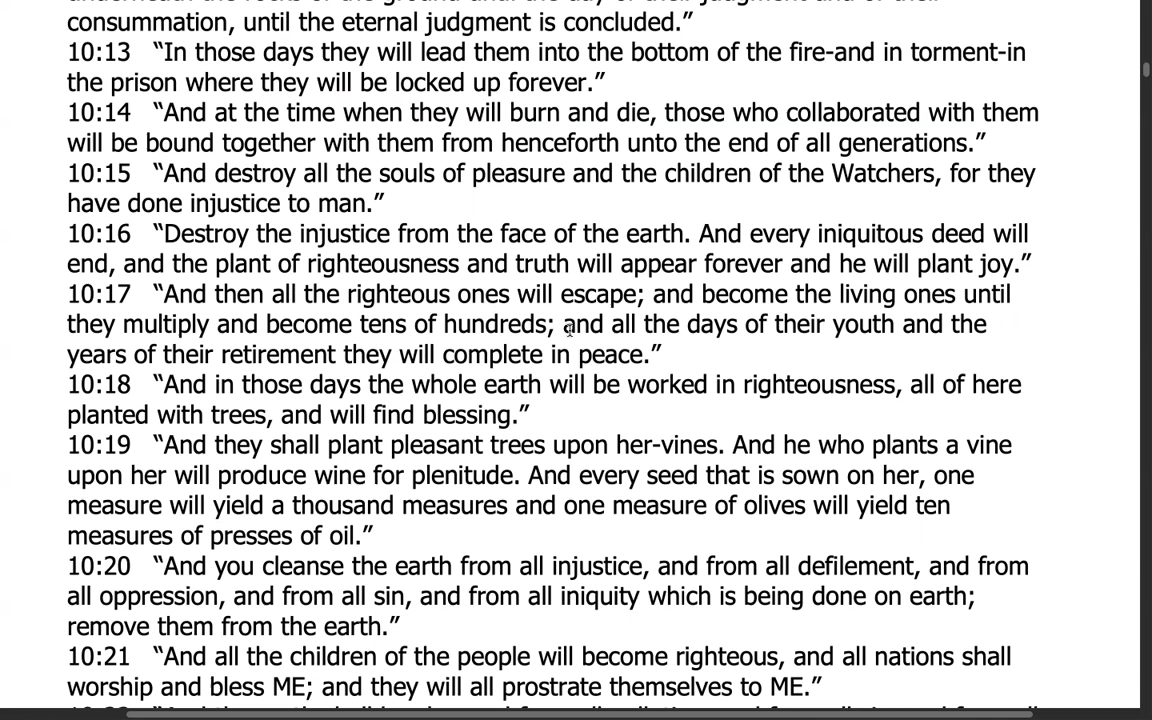 consummation, until the eternal judgment is concluded.”
10:13 “In those days they will lead them into the bottom of the fire-and in torment-in
the prison where they will be locked up forever.”
10:14 “And at the time when they will burn and die, those who collaborated with them
will be bound together with them from henceforth unto the end of all generations.”
10:15 “And destroy all the souls of pleasure and the children of the Watchers, for they
have done injustice to man.”
10:16 “Destroy the injustice from the face of the earth. And every iniquitous deed will
end, and the plant of righteousness and truth will appear forever and he will plant joy.”
10:17 “And then all the righteous ones will escape; and become the living ones until
they multiply and become tens of hundreds; and all the days of their youth and the
years of their retirement they will complete in peace.”
10:18 “And in those days the whole earth will be worked in righteousness, all of here
planted with trees, and will find blessing.”
10:19 “And they shall plant pleasant trees upon her-vines. And he who plants a vine
upon her will produce wine for plenitude. And every seed that is sown on her, one
measure will yield a thousand measures and one measure of olives will yield ten
measures of presses of oil.”
10:20 “And you cleanse the earth from all injustice, and from all defilement, and from
all oppression, and from all sin, and from all iniquity which is being done on earth;
remove them from the earth.”
10:21 “And all the children of the people will become righteous, and all nations shall
worship and bless ME; and they will all prostrate themselves to ME.”